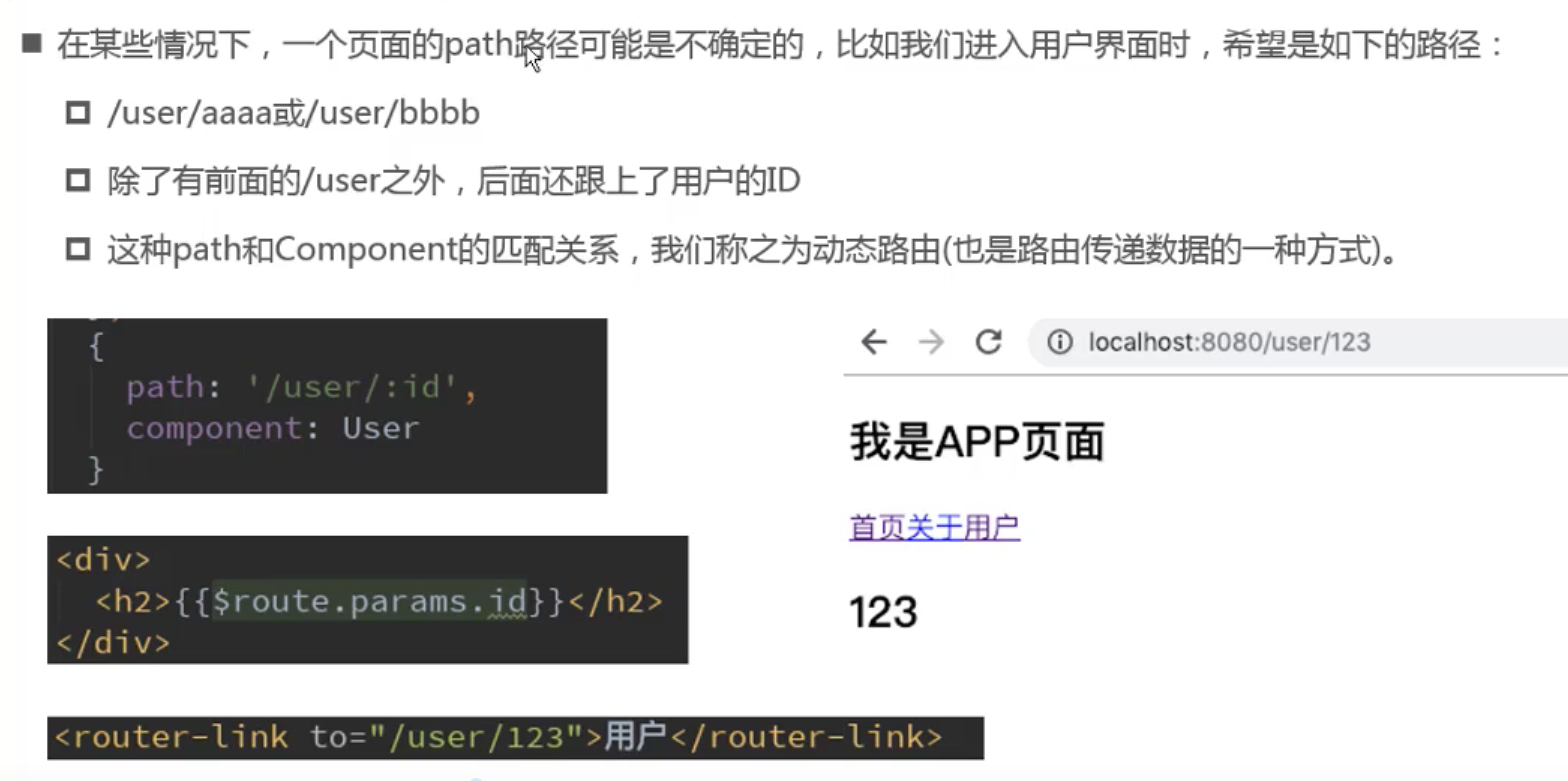 在某些情况下，一个页面的path路径可能是不确定的，比如我们进入用户界面时，希望是如下的路径：
/user/aaaa或/user/bbbb
除了有前面的/user之外，后面还跟上了用户的ID
这种path和Component的匹配关系，我们称之为动态路由(也是路由传递数据的一种方式)。
{
path: '/user/:id',
component: User
}
<div>
<h2>{{$route.params.id}}</h2>
</div>
<router-link to="/user/123">用户</router-link>
localhost:8080/user/123
我是APP页面
首页关于用户
123